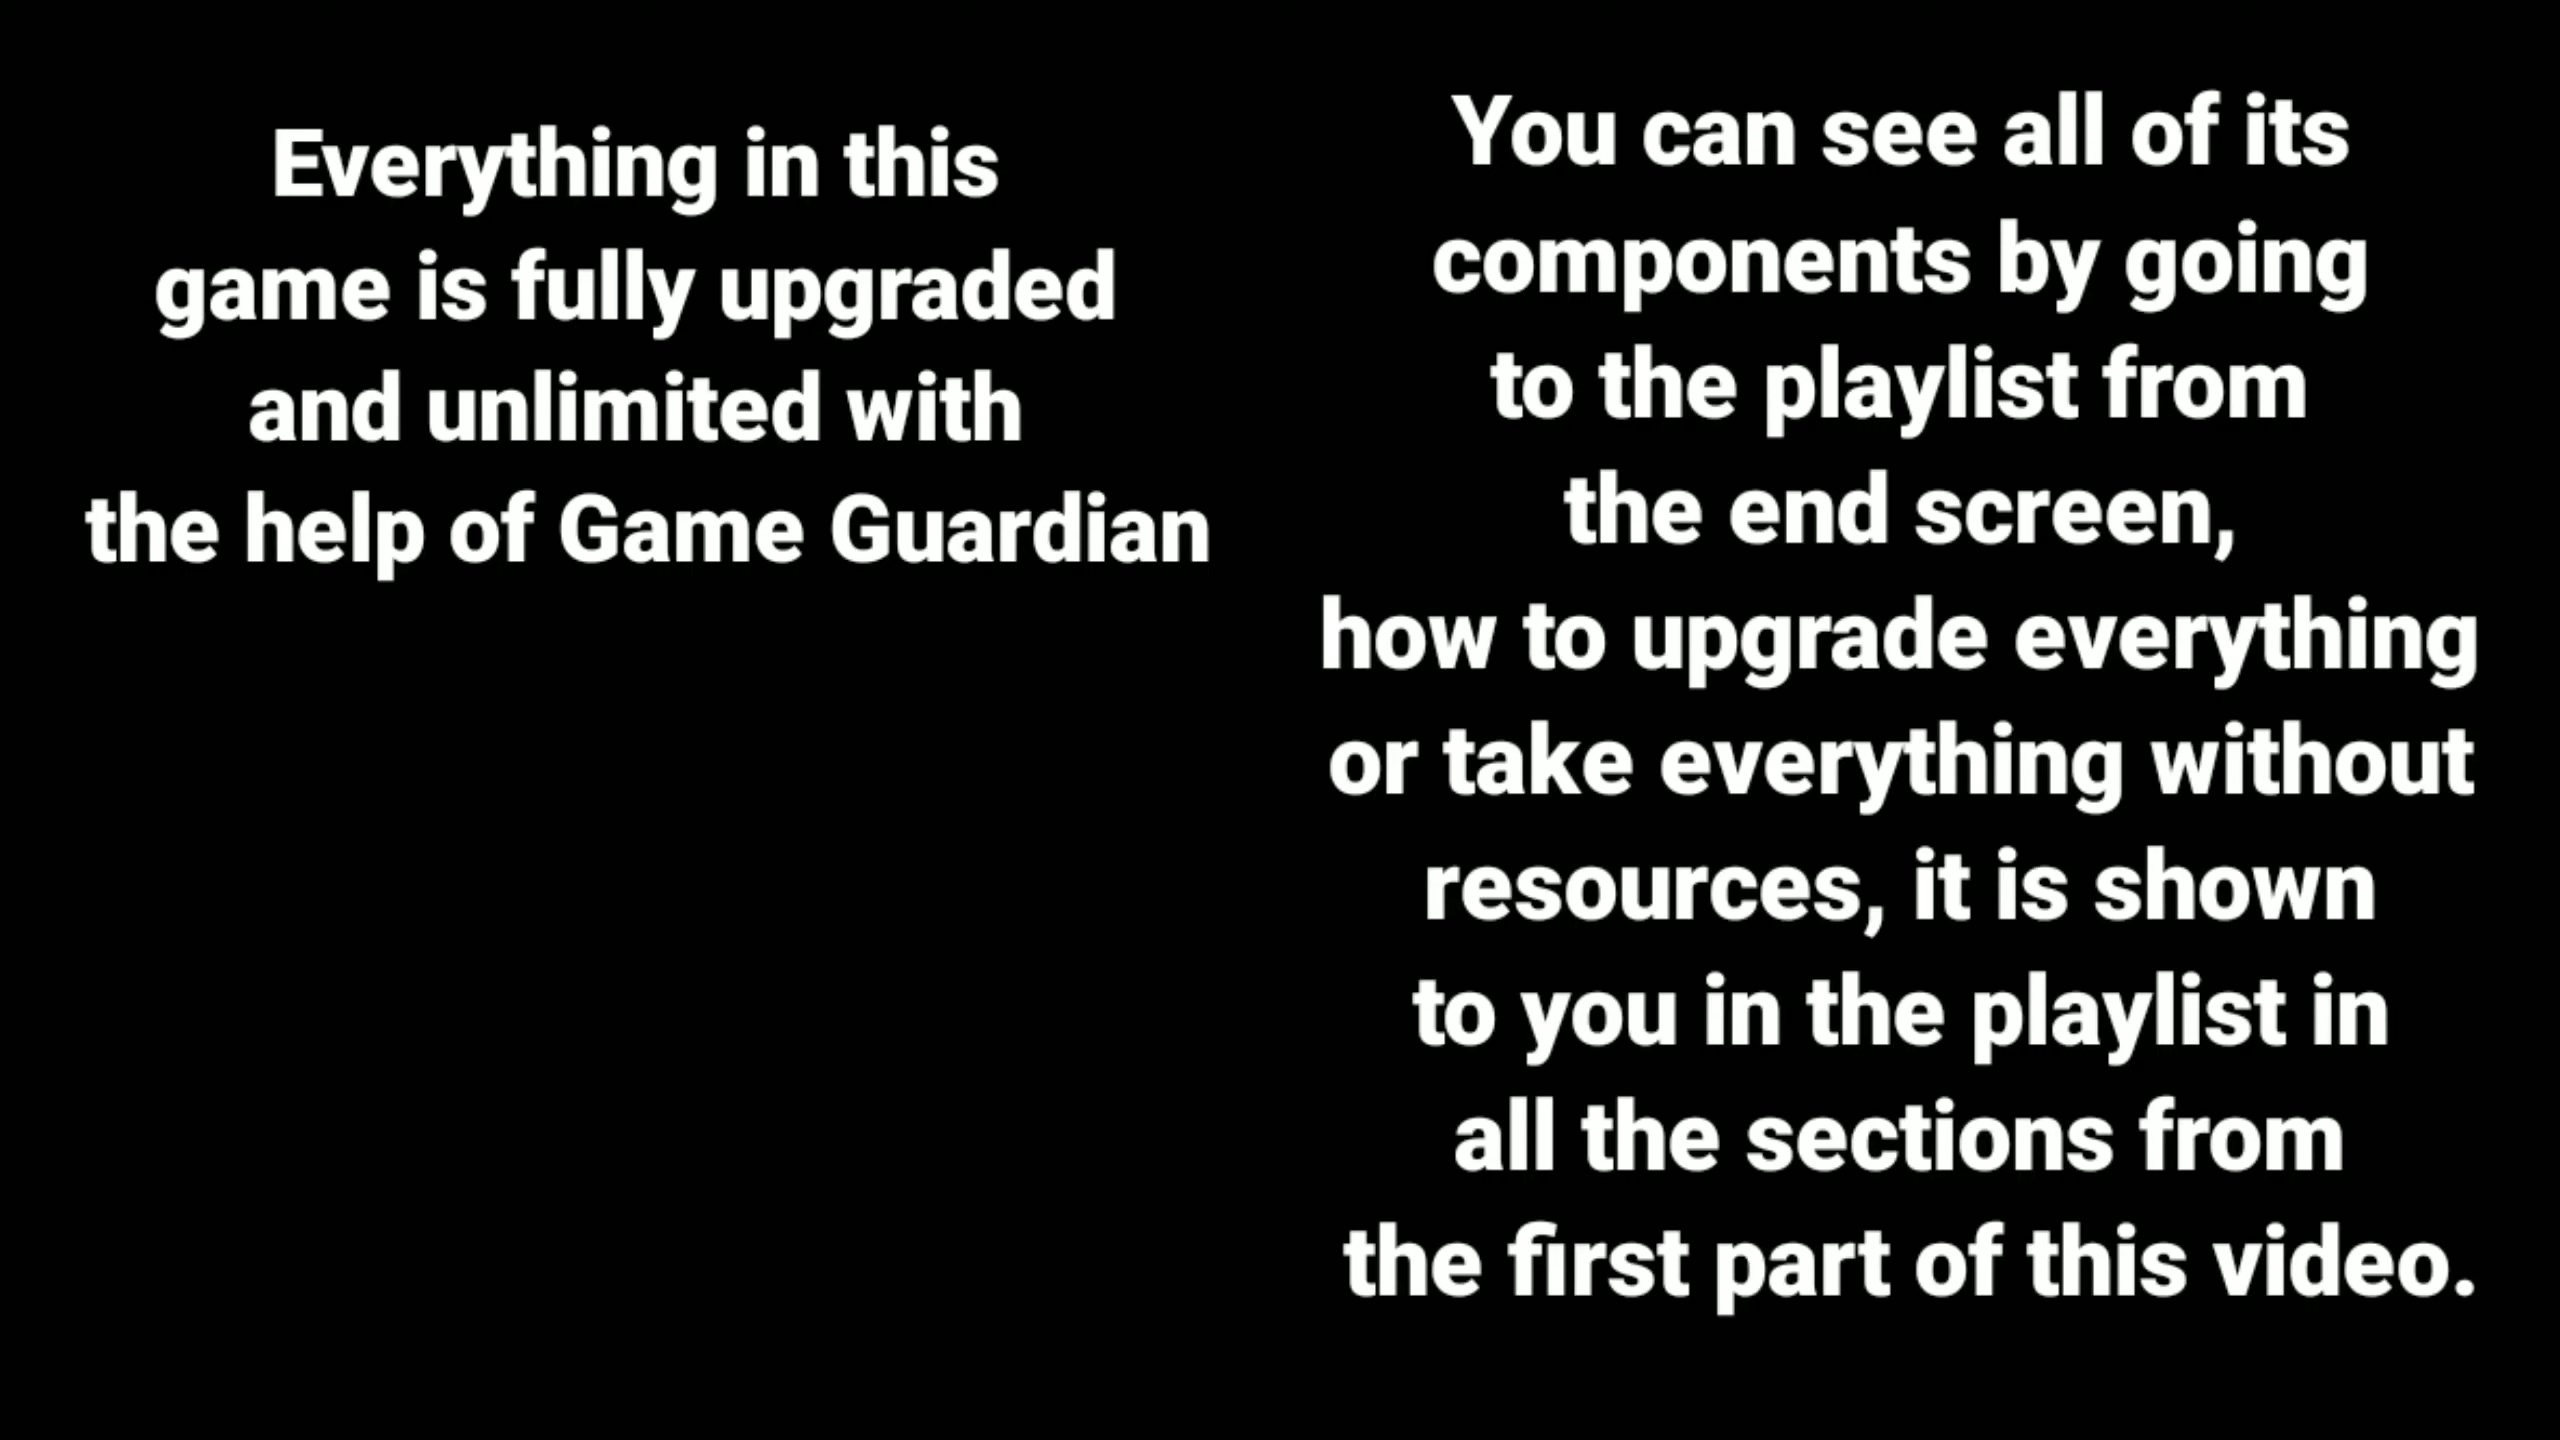 Everything in this
game is fully upgraded
and unlimited with
the help of Game Guardian
You can see all of its
components by going
to the playlist from
the end screen,
how to upgrade everything
or take everything without
resources, it is shown
to you in the playlist in
all the sections from
the first part of this video.